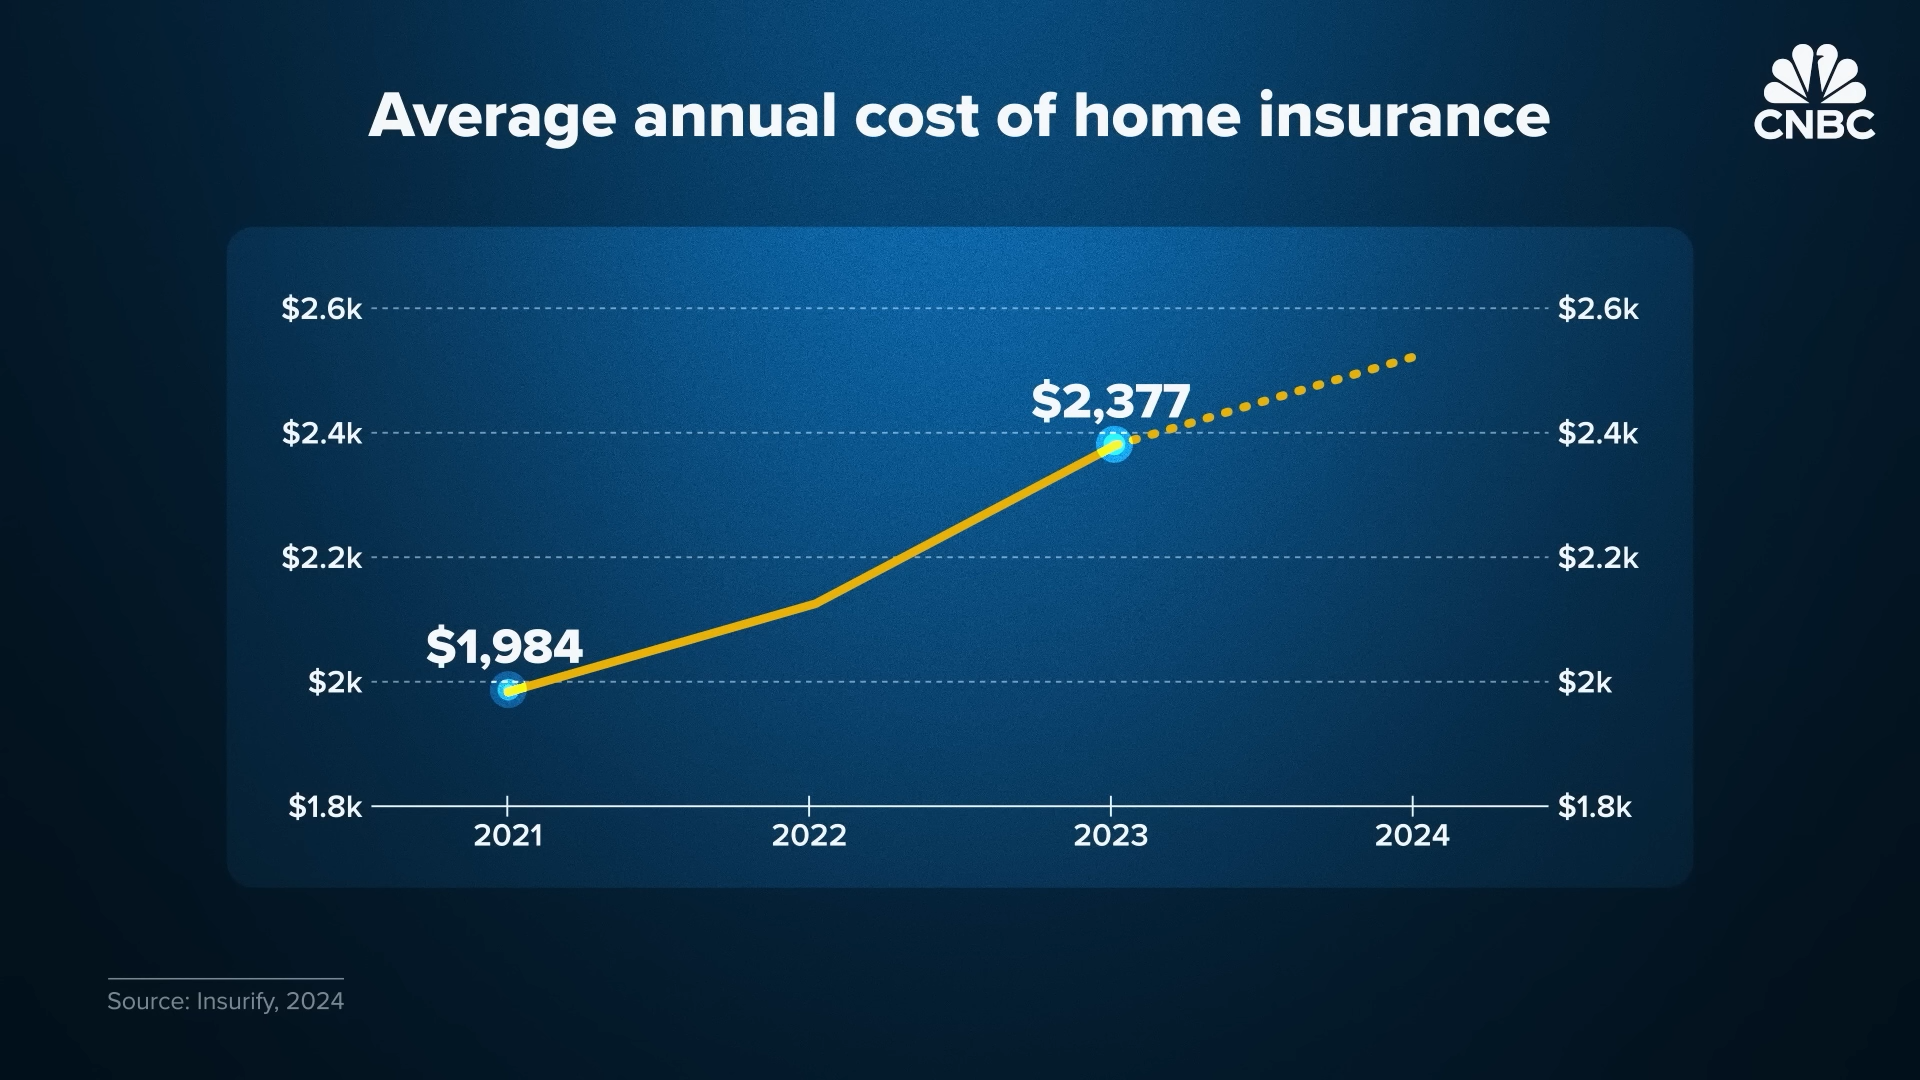 Average annual cost of home insurance
CNBC
$2.6k $2.6k
$2,377
$2.4k $2.4k
$2.2k $2.2k
$1,984
$2k $2k
$1.8k $1.8k
2021 2022 2023 2024
Source: Insurify, 2024